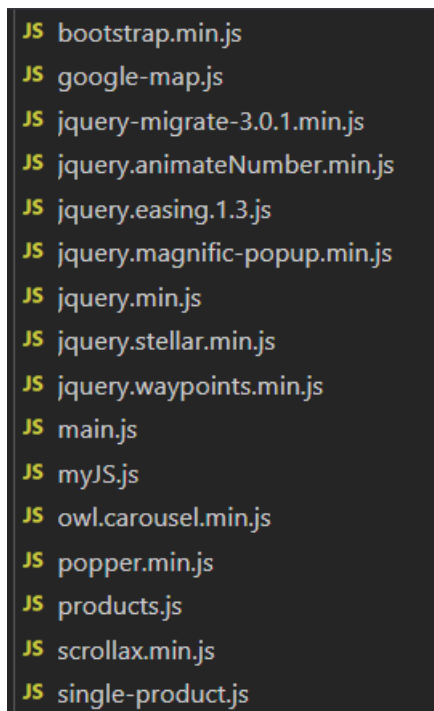 JS bootstrap.min.js
JS google-map.js
JS jquery-migrate-3.0.1.min.js
JS jquery.animateNumber.min.js
JS jquery.easing.1.3.js
JS jquery.magnific-popup.min.js
JS jquery.min.js
JS jquery.stellar.min.js
JS jquery.waypoints.min.js
JS main.js
JS myJS.js
JS owl.carousel.min.js
JS popper.min.js
JS products.js
JS scrollax.min.js
JS single-product.js